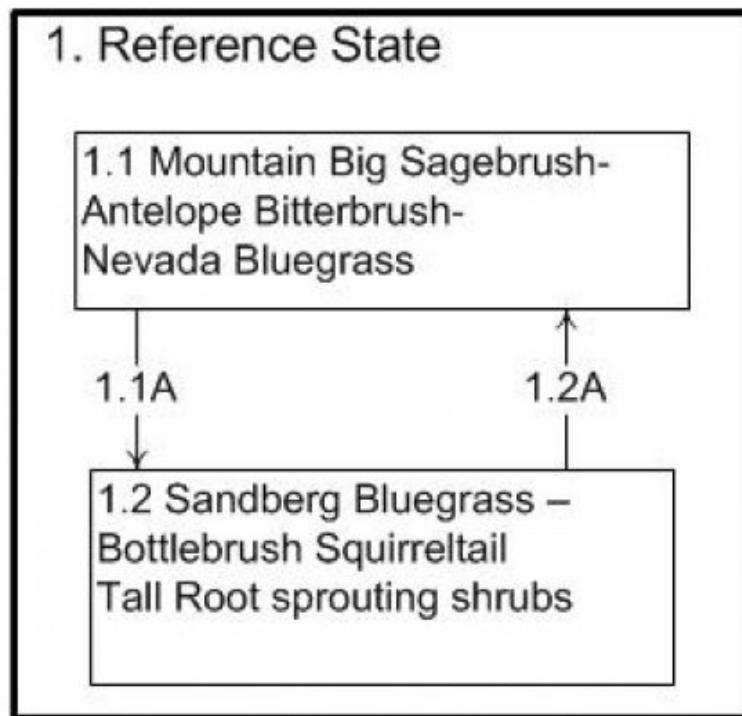 1. Reference State
1.1 Mountain Big Sagebrush-
Antelope Bitterbrush-
Nevada Bluegrass
1.1A
1.2A
1.2 Sandberg Bluegrass –
Bottlebrush Squirreltail
Tall Root sprouting shrubs